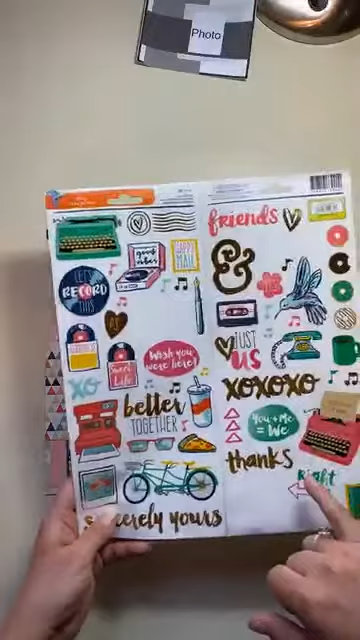 Photo
friends
good
notes
HAPPY
MAIL
&
LET'S
RECORD
THIS
JUST
US
Wish you
were here!
Sweet
Life
xo
xoxoxo
better
TOGETHER
You + Me
= We
thanks
Right
sincerely yours